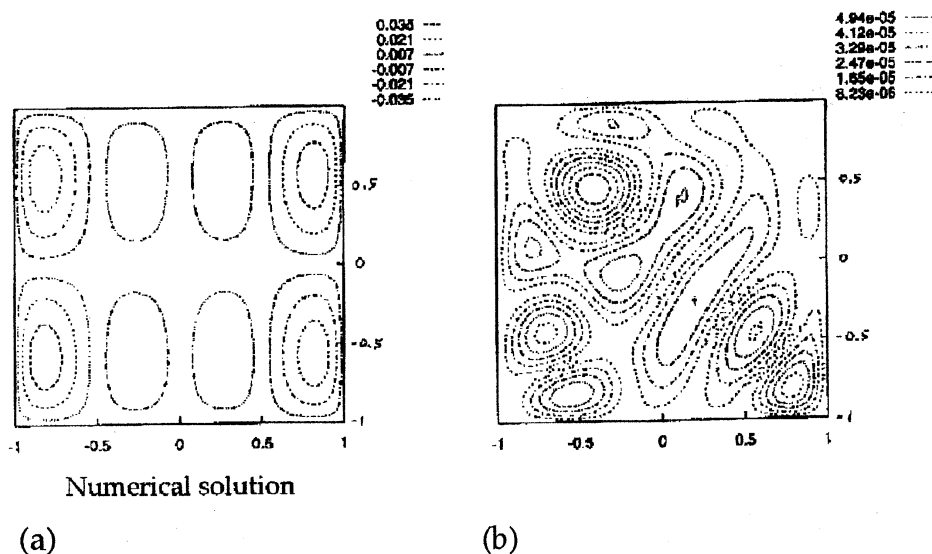 0.035
0.021
0.007
-0.007
-0.021
-0.035
4.94e-05
4.12e-05
3.29e-05
2.47e-05
1.65e-05
8.23e-06
0.5
0
-0.5
-1
-1 -0.5 0 0.5 1
0.5
0
-0.5
-1
-1 -0.5 0 0.5 1
Numerical solution
(a)
(b)